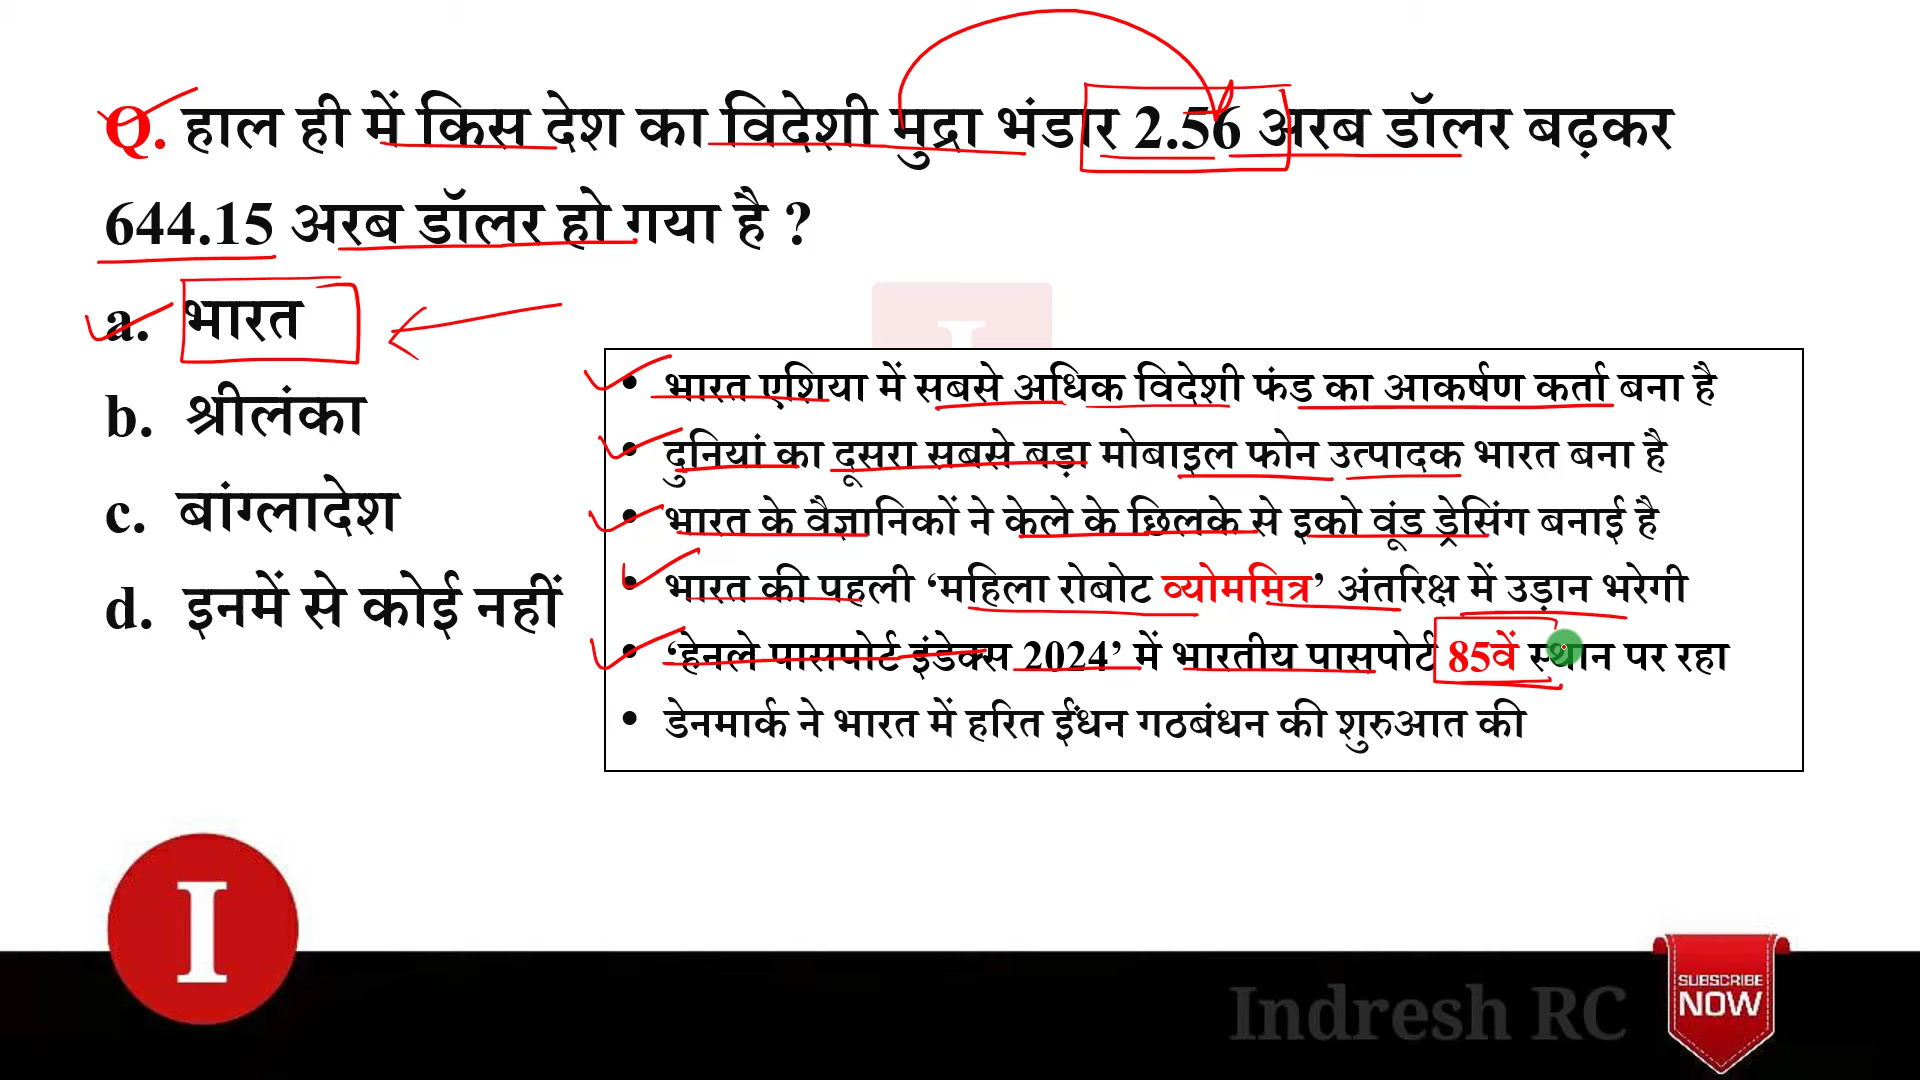 Q. हाल ही में किस देश का विदेशी मुद्रा भंडार 2.56 अरब डॉलर बढ़कर
644.15 अरब डॉलर हो गया है ?
a. भारत
b. श्रीलंका
c. बांग्लादेश
d. इनमें से कोई नहीं
• भारत एशिया में सबसे अधिक विदेशी फंड का आकर्षण कर्ता बना है
• दुनियां का दूसरा सबसे बड़ा मोबाइल फोन उत्पादक भारत बना है
• भारत के वैज्ञानिकों ने केले के छिलके से इको वूंड ड्रेसिंग बनाई है
• भारत की पहली ‘महिला रोबोट व्योममित्र’ अंतरिक्ष में उड़ान भरेगी
• ‘हेनले पासपोर्ट इंडेक्स 2024’ में भारतीय पासपोर्ट 85वें स्थान पर रहा
• डेनमार्क ने भारत में हरित ईंधन गठबंधन की शुरुआत की
I
I
Indresh RC
SUBSCRIBE
NOW